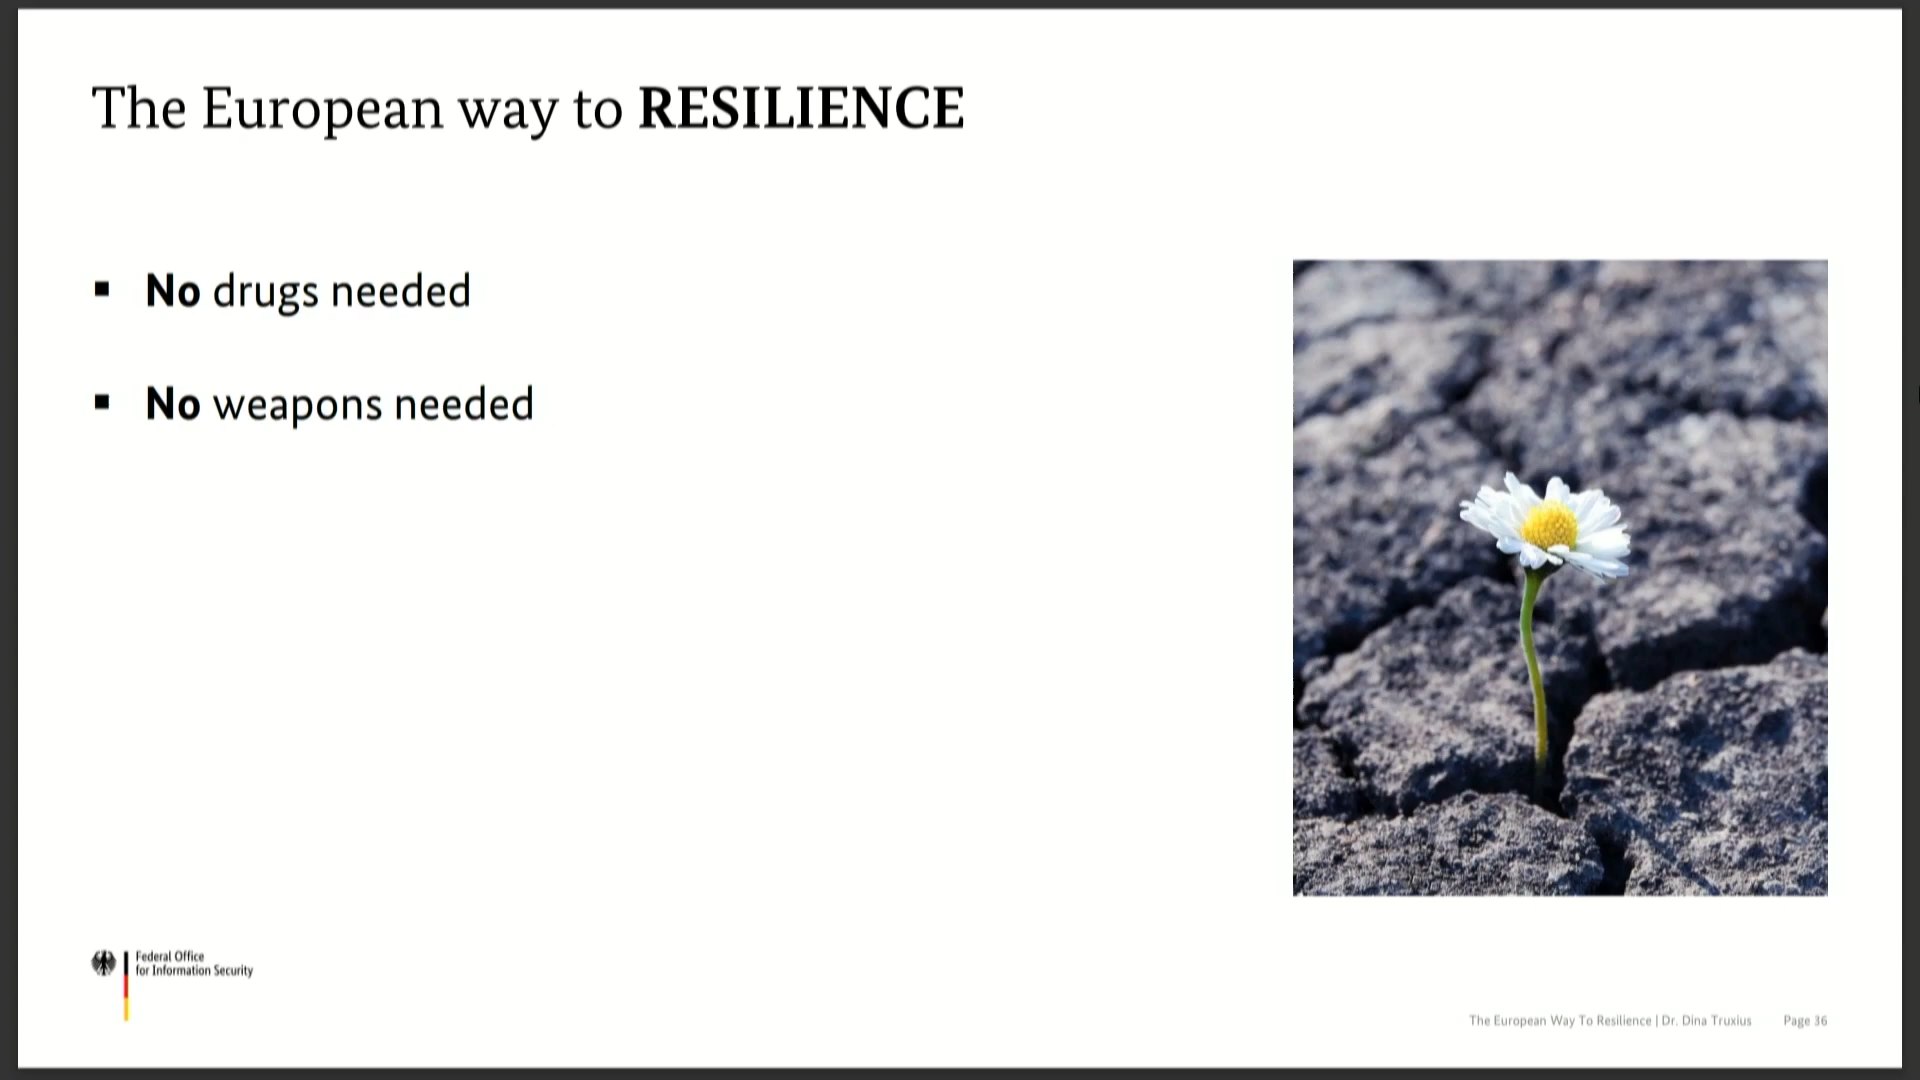 The European way to RESILIENCE
▪ No drugs needed
▪ No weapons needed
Federal Office
for Information Security
The European Way To Resilience | Dr. Dina Truxius Page 36